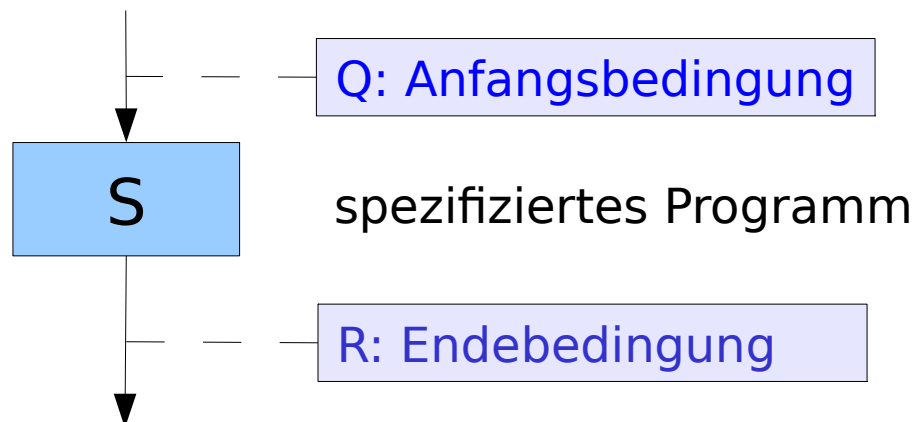 Q: Anfangsbedingung
S
spezifiziertes Programm
R: Endebedingung